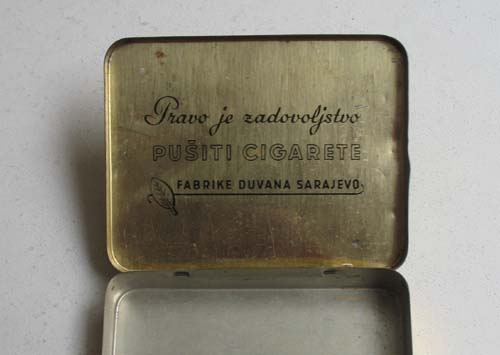 Pravo je zadovoljstvo
PUŠITI CIGARETE
FABRIKE DUVANA SARAJEVO